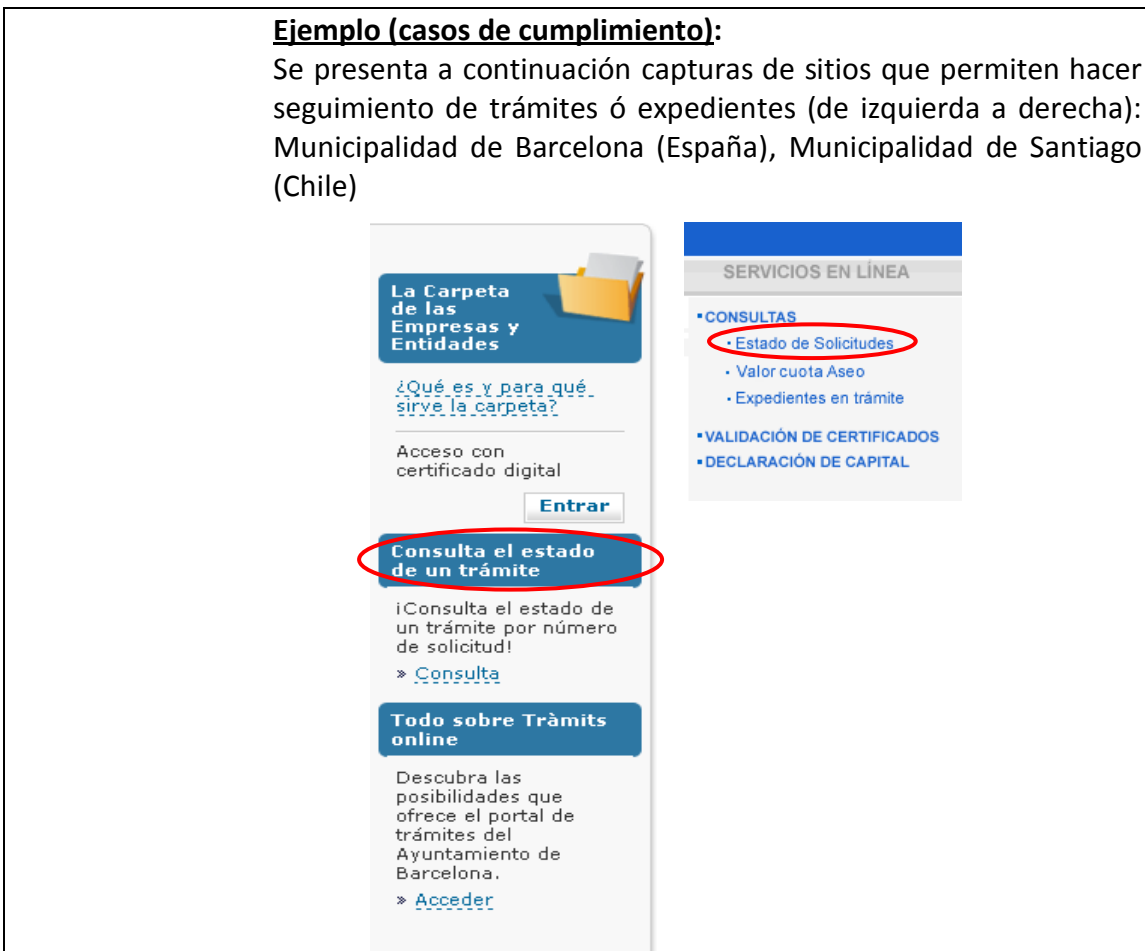 Ejemplo (casos de cumplimiento):
Se presenta a continuación capturas de sitios que permiten hacer
seguimiento de trámites ó expedientes (de izquierda a derecha):
Municipalidad de Barcelona (España), Municipalidad de Santiago
(Chile)
La Carpeta
de las
Empresas y
Entidades
¿Qué es y para qué
sirve la carpeta?
Acceso con
certificado digital
Entrar
Consulta el estado
de un trámite
¡Consulta el estado de
un trámite por número
de solicitud!
» Consulta
Todo sobre Tràmits
online
Descubra las
posibilidades que
ofrece el portal de
trámites del
Ayuntamiento de
Barcelona.
» Acceder
SERVICIOS EN LÍNEA
▪CONSULTAS
· Estado de Solicitudes
· Valor cuota Aseo
· Expedientes en trámite
▪VALIDACIÓN DE CERTIFICADOS
▪DECLARACIÓN DE CAPITAL